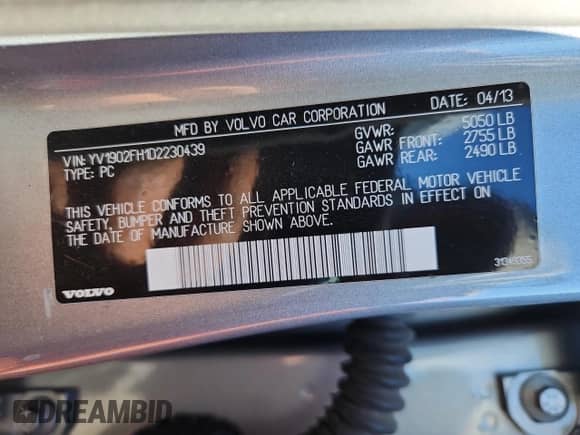 MFD BY VOLVO CAR CORPORATION DATE: 04/13
VIN: YV1902FH1D2230439 GVWR: 5050 LB
TYPE: PC GAWR FRONT: 2755 LB
GAWR REAR: 2490 LB
THIS VEHICLE CONFORMS TO ALL APPLICABLE FEDERAL MOTOR VEHICLE
SAFETY, BUMPER AND THEFT PREVENTION STANDARDS IN EFFECT ON
THE DATE OF MANUFACTURE SHOWN ABOVE.
VOLVO
DREAMBID